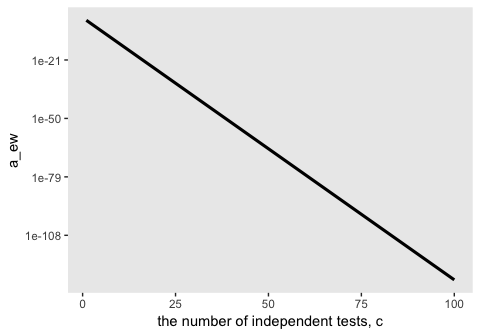 a_ew
1e-21
1e-50
1e-79
1e-108
0 25 50 75 100
the number of independent tests, c